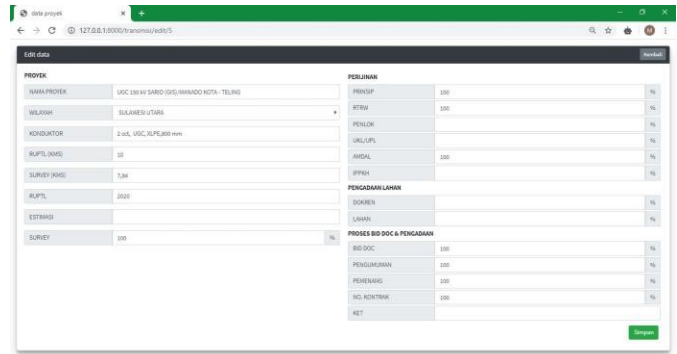 data proyek
127.0.0.1:8000/transmisi/edit/5
M
Edit data
Kembali
PROYEK
NAMA PROYEK UGC 150 kV SARIO (GIS)/MANADO KOTA - TELING
WILAYAH SULAWESI UTARA
KONDUKTOR 2 cct, UGC, XLPE,800 mm
RUPTL (KMS) 10
SURVEY (KMS) 7,84
RUPTL 2020
ESTIMASI
SURVEY 100 %
PERIJINAN
PRINSIP 100 %
RTRW 100 %
PENLOK %
UKL/UPL %
AMDAL 100 %
IPPKH %
PENGADAAN LAHAN
DOKREN %
LAHAN %
PROSES BID DOC & PENGADAAN
BID DOC 100 %
PENGUMUMAN 100 %
PEMENANG 100 %
NO. KONTRAK 100 %
KET
Simpan